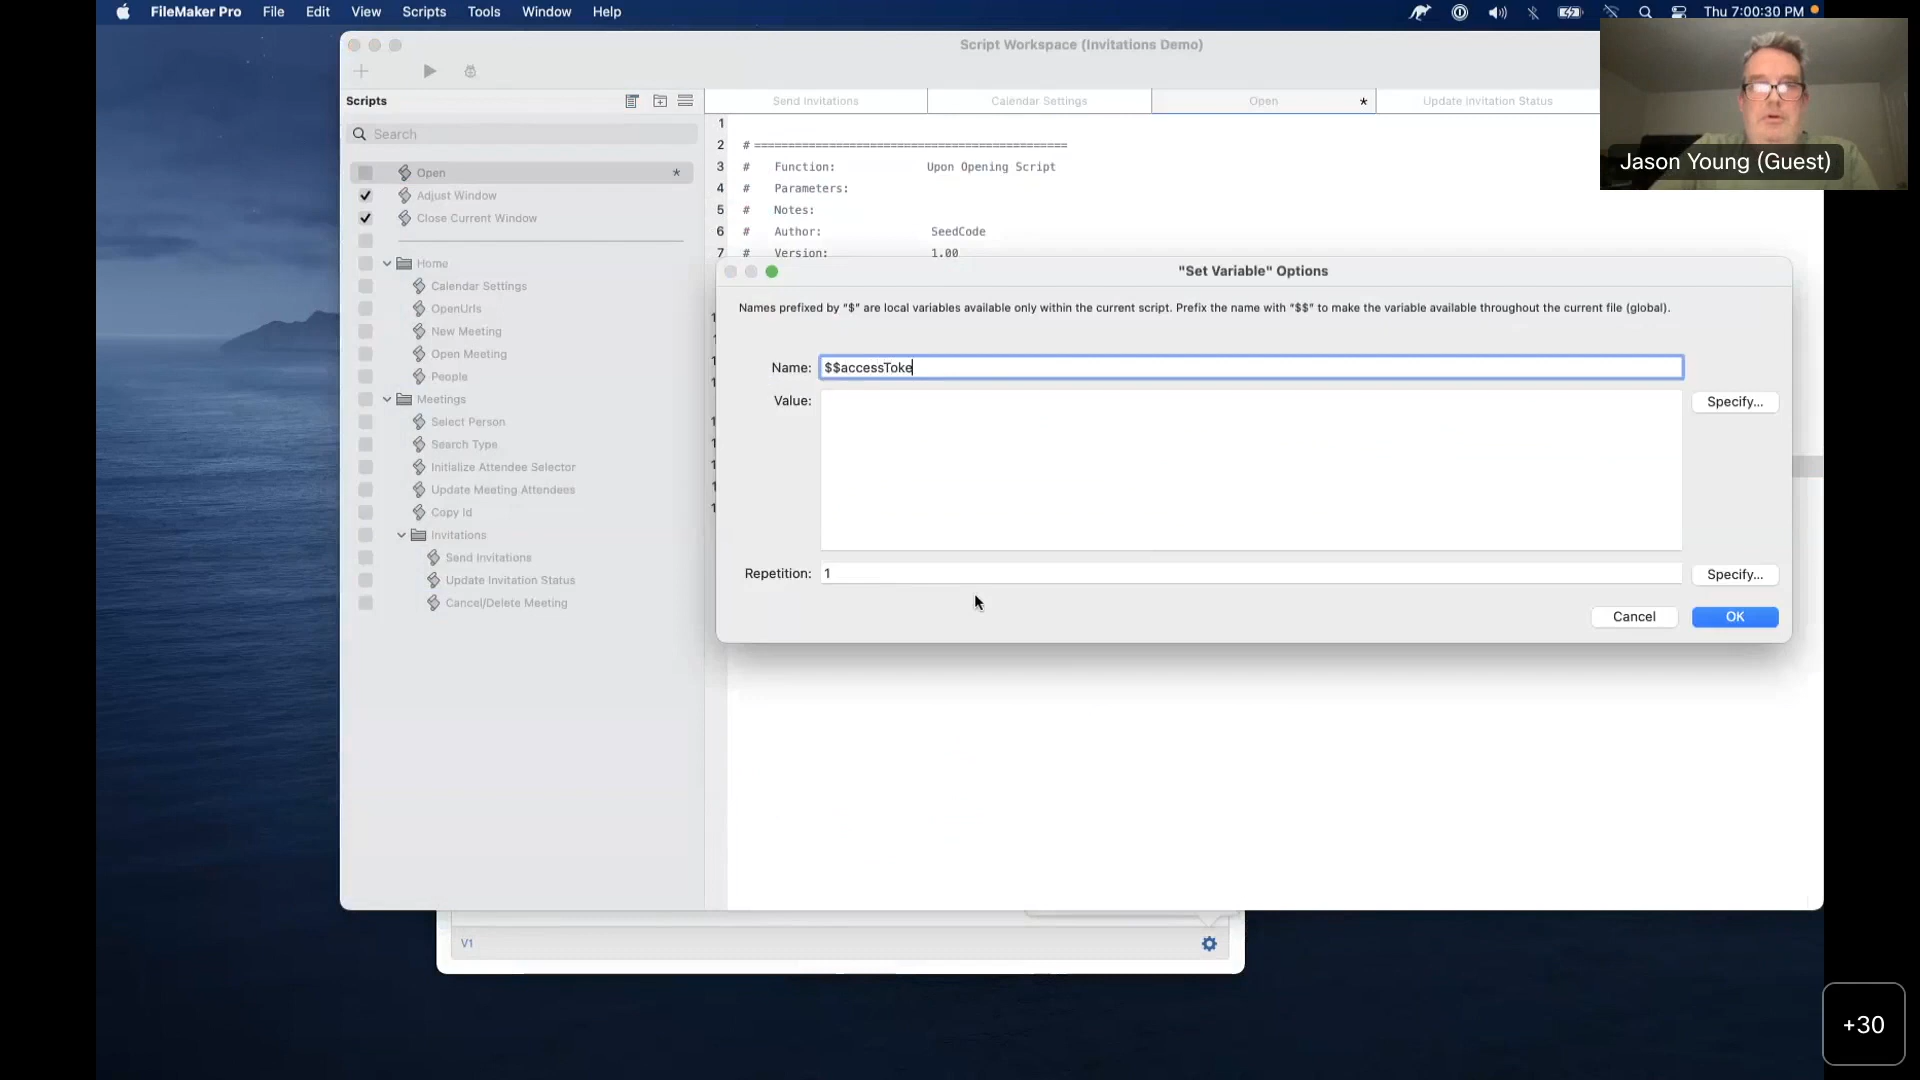 FileMaker Pro File Edit View Scripts Tools Window Help Thu 7:00:30 PM
Script Workspace (Invitations Demo)
Jason Young (Guest)
Scripts
Search
Open *
Adjust Window
Close Current Window
Home
Calendar Settings
OpenUrls
New Meeting
Open Meeting
People
Meetings
Select Person
Search Type
Initialize Attendee Selector
Update Meeting Attendees
Copy Id
Invitations
Send Invitations
Update Invitation Status
Cancel/Delete Meeting
Send Invitations Calendar Settings Open * Update Invitation Status
1
2 # ==============================================
3 # Function: Upon Opening Script
4 # Parameters:
5 # Notes:
6 # Author: SeedCode
7 # Version: 1.00
"Set Variable" Options
Names prefixed by "$" are local variables available only within the current script. Prefix the name with "$$" to make the variable available throughout the current file (global).
Name: $$accessToke
Value: Specify...
Repetition: 1 Specify...
Cancel OK
V1
+30